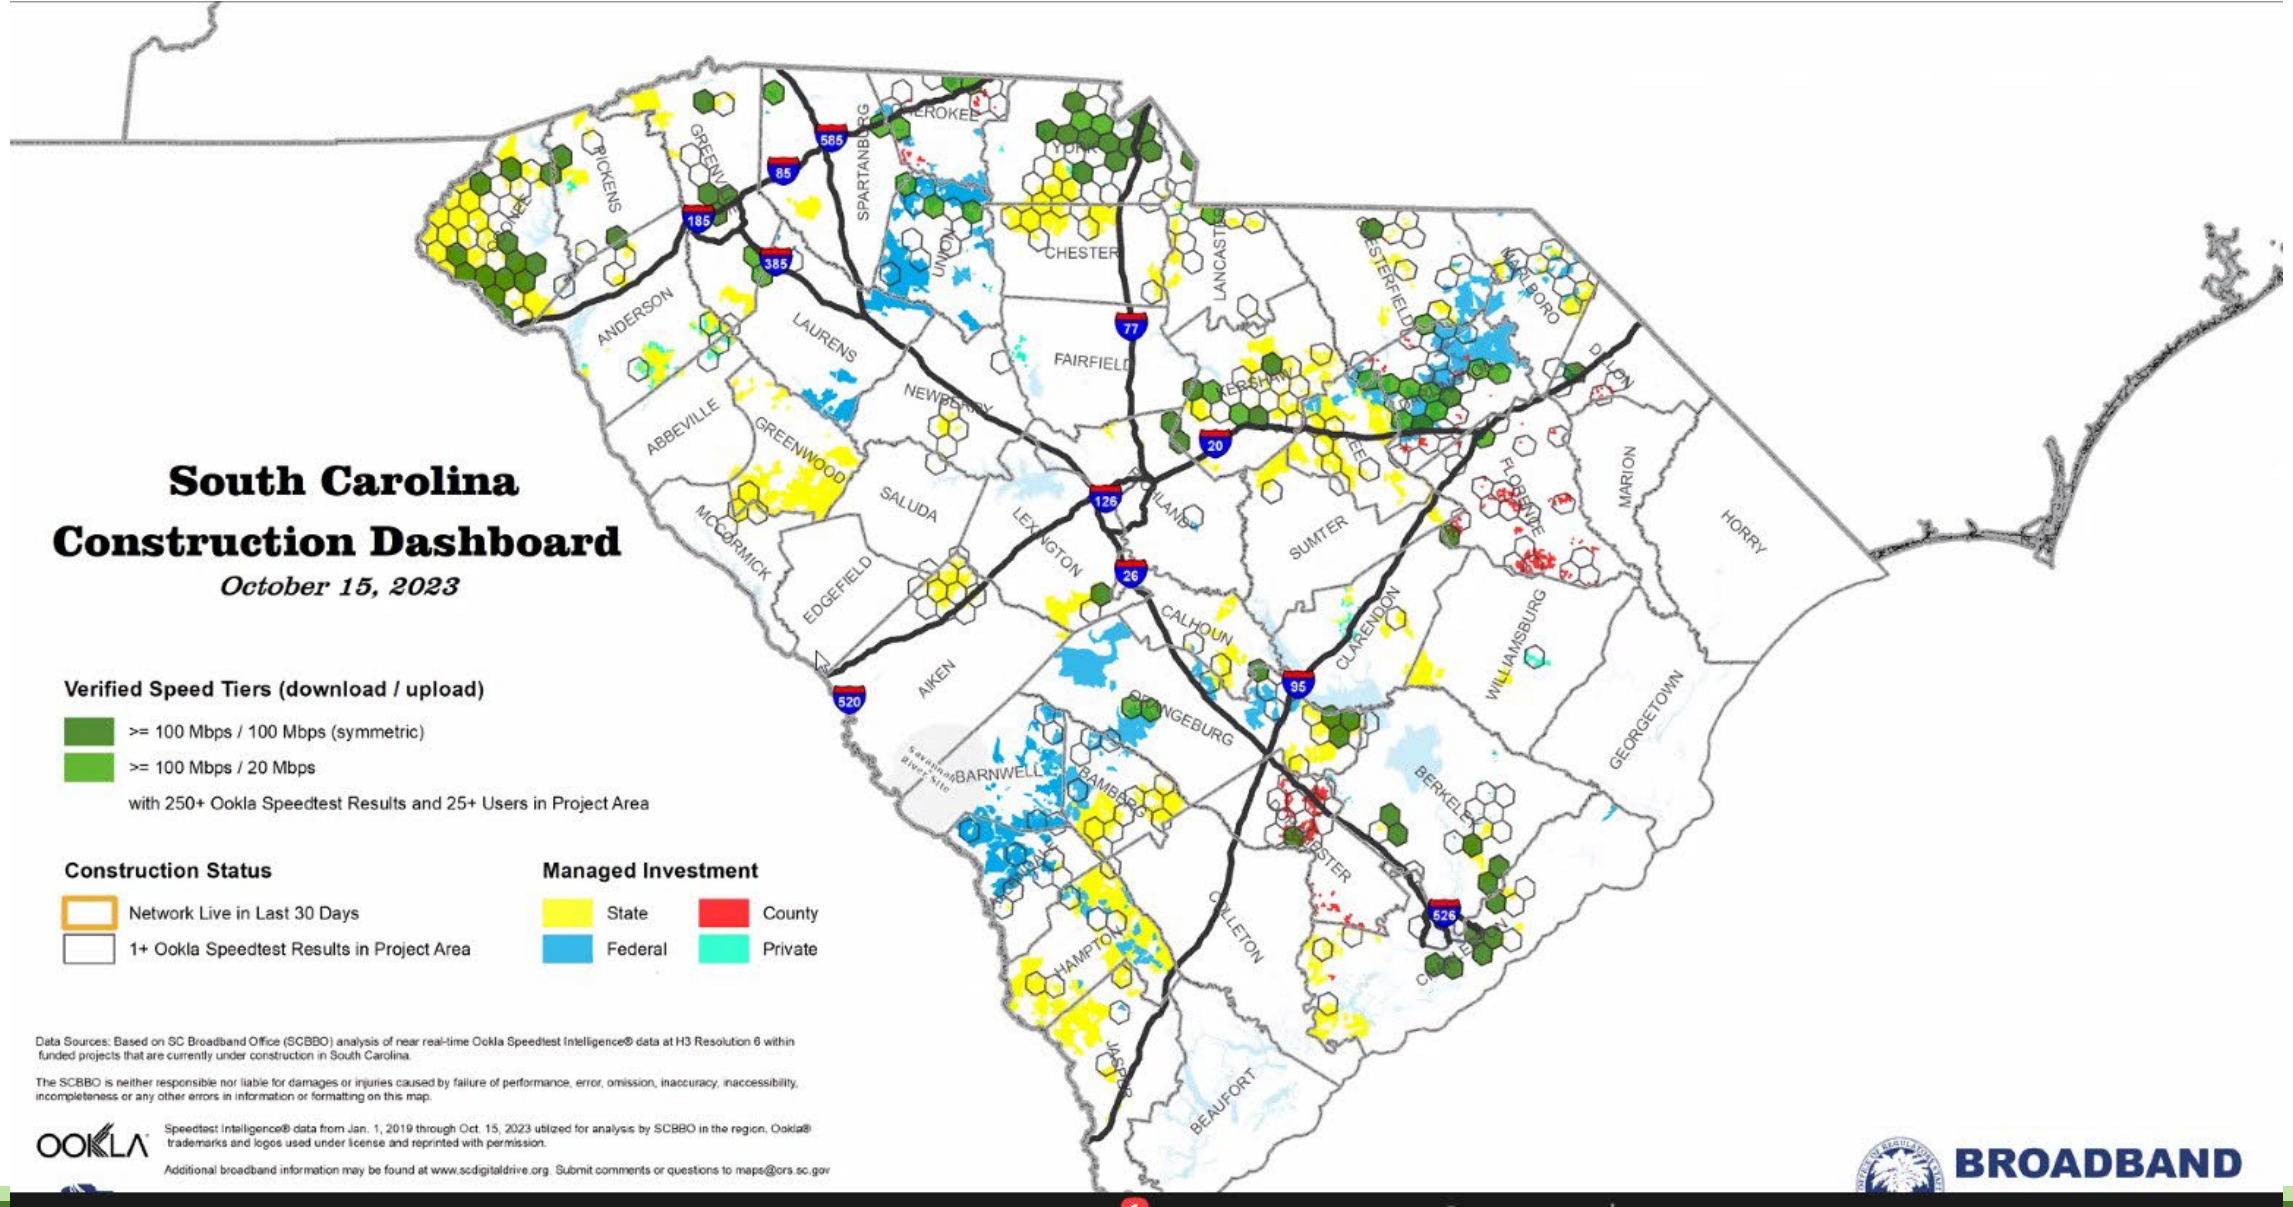 South Carolina
Construction Dashboard
October 15, 2023
Verified Speed Tiers (download / upload)
>= 100 Mbps / 100 Mbps (symmetric)
>= 100 Mbps / 20 Mbps
with 250+ Ookla Speedtest Results and 25+ Users in Project Area
Construction Status
Network Live in Last 30 Days
1+ Ookla Speedtest Results in Project Area
Managed Investment
State
County
Federal
Private
Data Sources: Based on SC Broadband Office (SCBBO) analysis of near real-time Ookla Speedtest Intelligence® data at H3 Resolution 6 within
funded projects that are currently under construction in South Carolina.
The SCBBO is neither responsible nor liable for damages or injuries caused by failure of performance, error, omission, inaccuracy, inaccessibility,
incompleteness or any other errors in information or formatting on this map.
OOKLA
Speedtest Intelligence® data from Jan. 1, 2019 through Oct. 15, 2023 utilized for analysis by SCBBO in the region. Ookla®
trademarks and logos used under license and reprinted with permission.
Additional broadband information may be found at www.scdigitaldrive.org. Submit comments or questions to maps@ors.sc.gov
PICKENS
SPARTANBURG
YORK
585
85
185
385
UNION
CHESTER
LANCASTER
CHESTERFIELD
MARLBORO
ANDERSON
LAURENS
77
FAIRFIELD
KERSHAW
DILLON
NEWBERRY
ABBEVILLE
GREENWOOD
20
LEE
MARION
FLORENCE
SALUDA
126
MCCORMICK
LEXINGTON
SUMTER
HORRY
EDGEFIELD
26
CALHOUN
CLARENDON
WILLIAMSBURG
AIKEN
520
95
ORANGEBURG
GEORGETOWN
Savannah
River Site
BARNWELL
BAMBERG
BERKELEY
COLLETON
526
HAMPTON
JASPER
BEAUFORT
BROADBAND